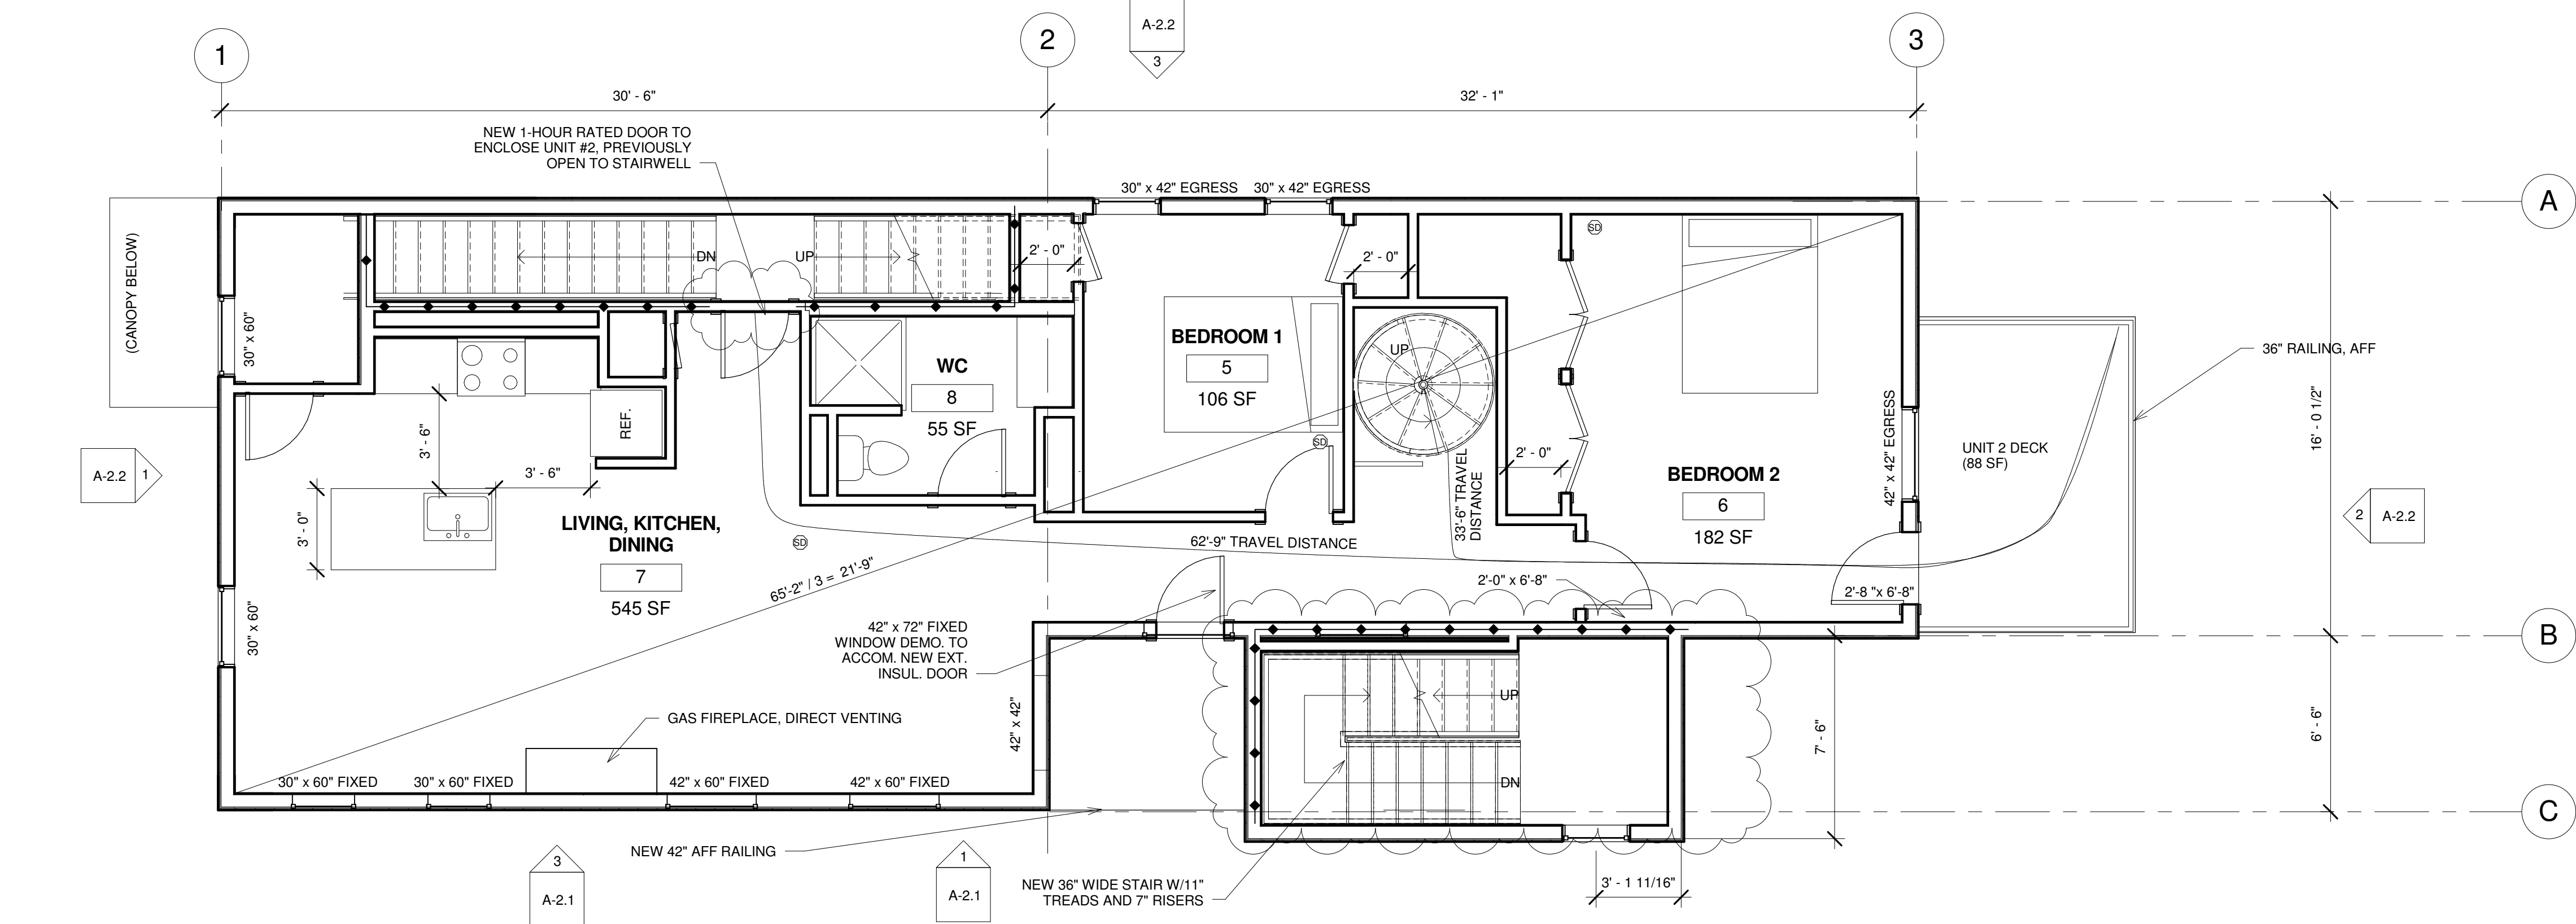 A-2.2
3
1
2
3
30' - 6"
32' - 1"
NEW 1-HOUR RATED DOOR TO
ENCLOSE UNIT #2, PREVIOUSLY
OPEN TO STAIRWELL
30" x 42" EGRESS
30" x 42" EGRESS
A
(CANOPY BELOW)
DN
UP
2' - 0"
2' - 0"
SD
30" x 60"
BEDROOM 1
5
106 SF
UP
WC
8
55 SF
36" RAILING, AFF
16' - 0 1/2"
REF.
3' - 6"
3' - 6"
SD
2' - 0"
42" x 42" EGRESS
UNIT 2 DECK
(88 SF)
A-2.2
1
BEDROOM 2
6
182 SF
33'-6" TRAVEL
DISTANCE
2
A-2.2
3' - 0"
LIVING, KITCHEN,
DINING
7
545 SF
SD
62'-9" TRAVEL DISTANCE
65'-2" / 3 = 21'-9"
2'-0" x 6'-8"
2'-8 "x 6'-8"
30" x 60"
42" x 72" FIXED
WINDOW DEMO. TO
ACCOM. NEW EXT.
INSUL. DOOR
B
UP
GAS FIREPLACE, DIRECT VENTING
42" x 42"
7' - 6"
6' - 6"
30" x 60" FIXED
30" x 60" FIXED
42" x 60" FIXED
42" x 60" FIXED
DN
C
NEW 42" AFF RAILING
3
A-2.1
1
A-2.1
NEW 36" WIDE STAIR W/11"
TREADS AND 7" RISERS
3' - 1 11/16"